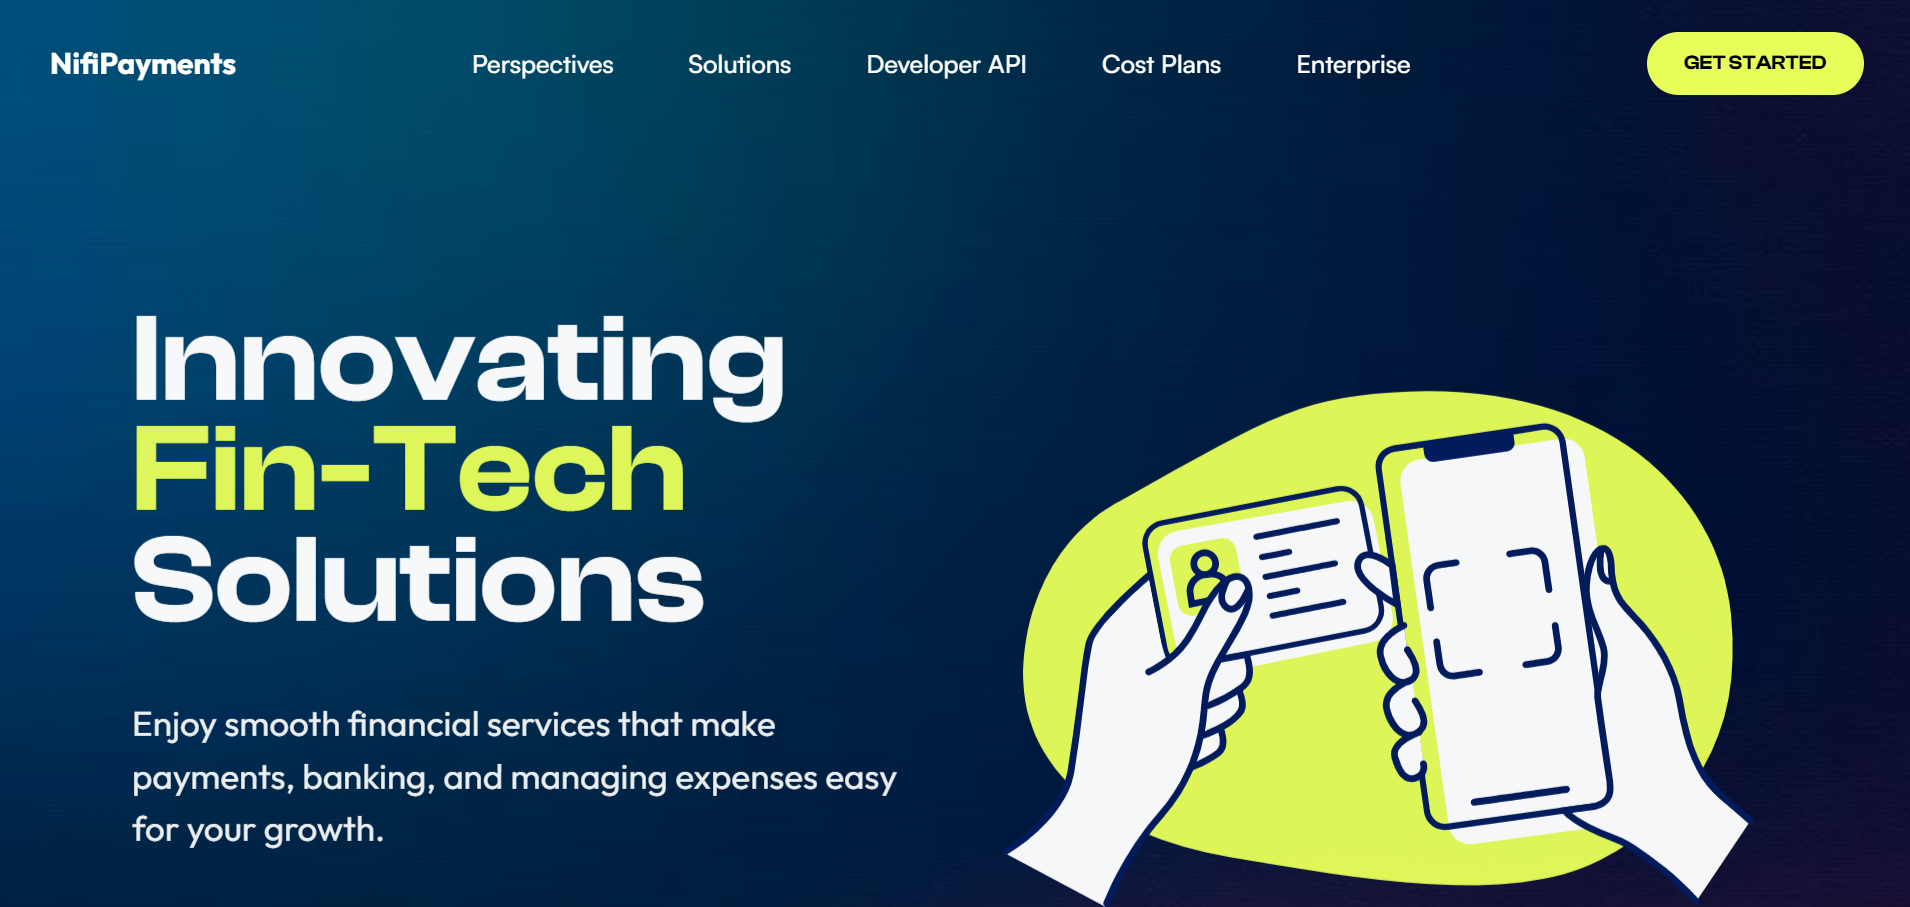 NifiPayments
Perspectives
Solutions
Developer API
Cost Plans
Enterprise
GET STARTED
Innovating
Fin-Tech
Solutions
Enjoy smooth financial services that make
payments, banking, and managing expenses easy
for your growth.